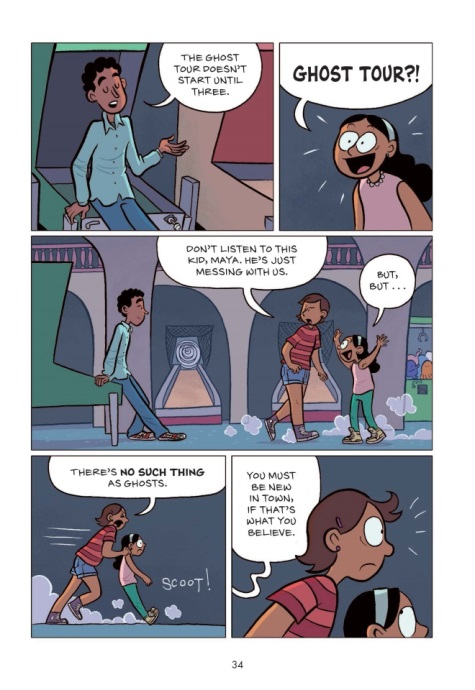 THE GHOST
TOUR DOESN'T
START UNTIL
THREE.
GHOST TOUR?!
DON'T LISTEN TO THIS
KID, MAYA. HE'S JUST
MESSING WITH US.
BUT,
BUT . . .
THERE'S NO SUCH THING
AS GHOSTS.
SCOOT!
YOU MUST
BE NEW
IN TOWN,
IF THAT'S
WHAT YOU
BELIEVE.
34